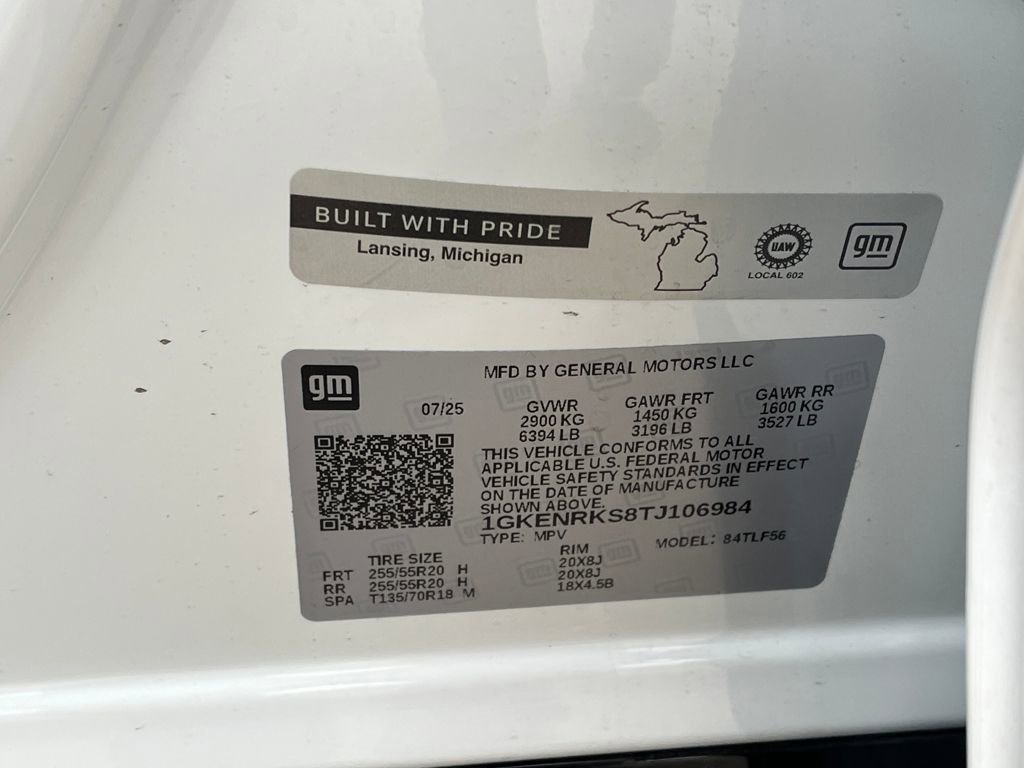 BUILT WITH PRIDE
Lansing, Michigan
UAW
LOCAL 602
gm
gm
MFD BY GENERAL MOTORS LLC
07/25
GVWR GAWR FRT GAWR RR
2900 KG 1450 KG 1600 KG
6394 LB 3196 LB 3527 LB
THIS VEHICLE CONFORMS TO ALL
APPLICABLE U.S. FEDERAL MOTOR
VEHICLE SAFETY STANDARDS IN EFFECT
ON THE DATE OF MANUFACTURE
SHOWN ABOVE.
1GKENRKS8TJ106984
TYPE: MPV MODEL: 84TLF56
TIRE SIZE RIM
FRT 255/55R20 H 20X8J
RR 255/55R20 H 20X8J
SPA T135/70R18 M 18X4.5B